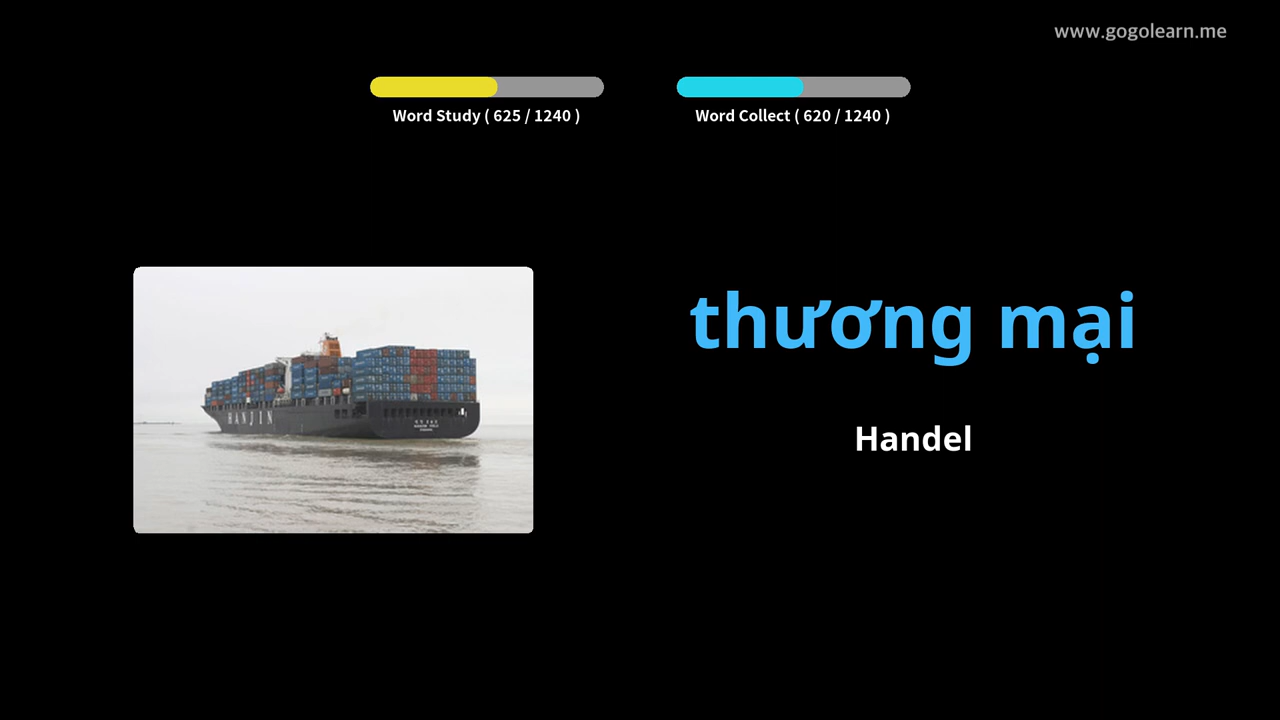 www.gogolearn.me
Word Study ( 625 / 1240 )
Word Collect ( 620 / 1240 )
thương mại
Handel
HANJIN